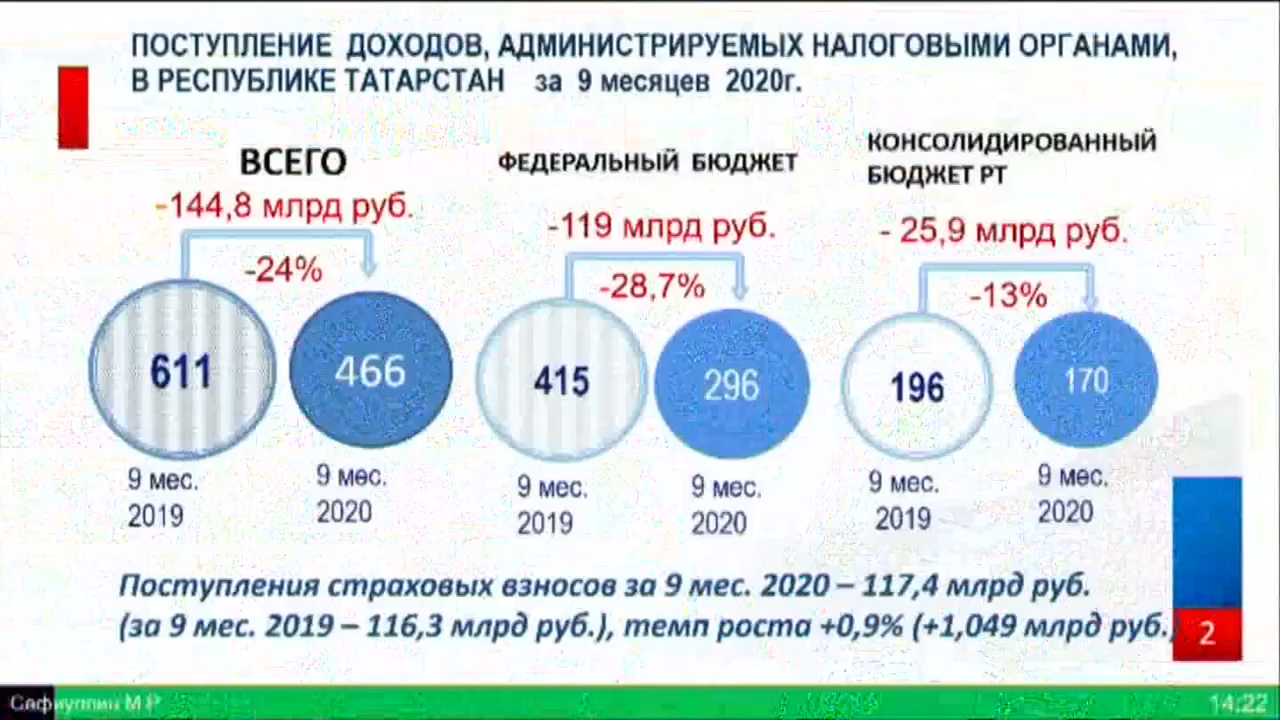 ПОСТУПЛЕНИЕ ДОХОДОВ, АДМИНИСТРИРУЕМЫХ НАЛОГОВЫМИ ОРГАНАМИ,
В РЕСПУБЛИКЕ ТАТАРСТАН за 9 месяцев 2020г.
ВСЕГО
-144,8 млрд руб.
-24%
611
466
9 мес.
2019
9 мес.
2020
ФЕДЕРАЛЬНЫЙ БЮДЖЕТ
-119 млрд руб.
-28,7%
415
296
9 мес.
2019
9 мес.
2020
КОНСОЛИДИРОВАННЫЙ
БЮДЖЕТ РТ
- 25,9 млрд руб.
-13%
196
170
9 мес.
2019
9 мес.
2020
Поступления страховых взносов за 9 мес. 2020 – 117,4 млрд руб.
(за 9 мес. 2019 – 116,3 млрд руб.), темп роста +0,9% (+1,049 млрд руб.)
2
Сафиуллин М.Р
14:22